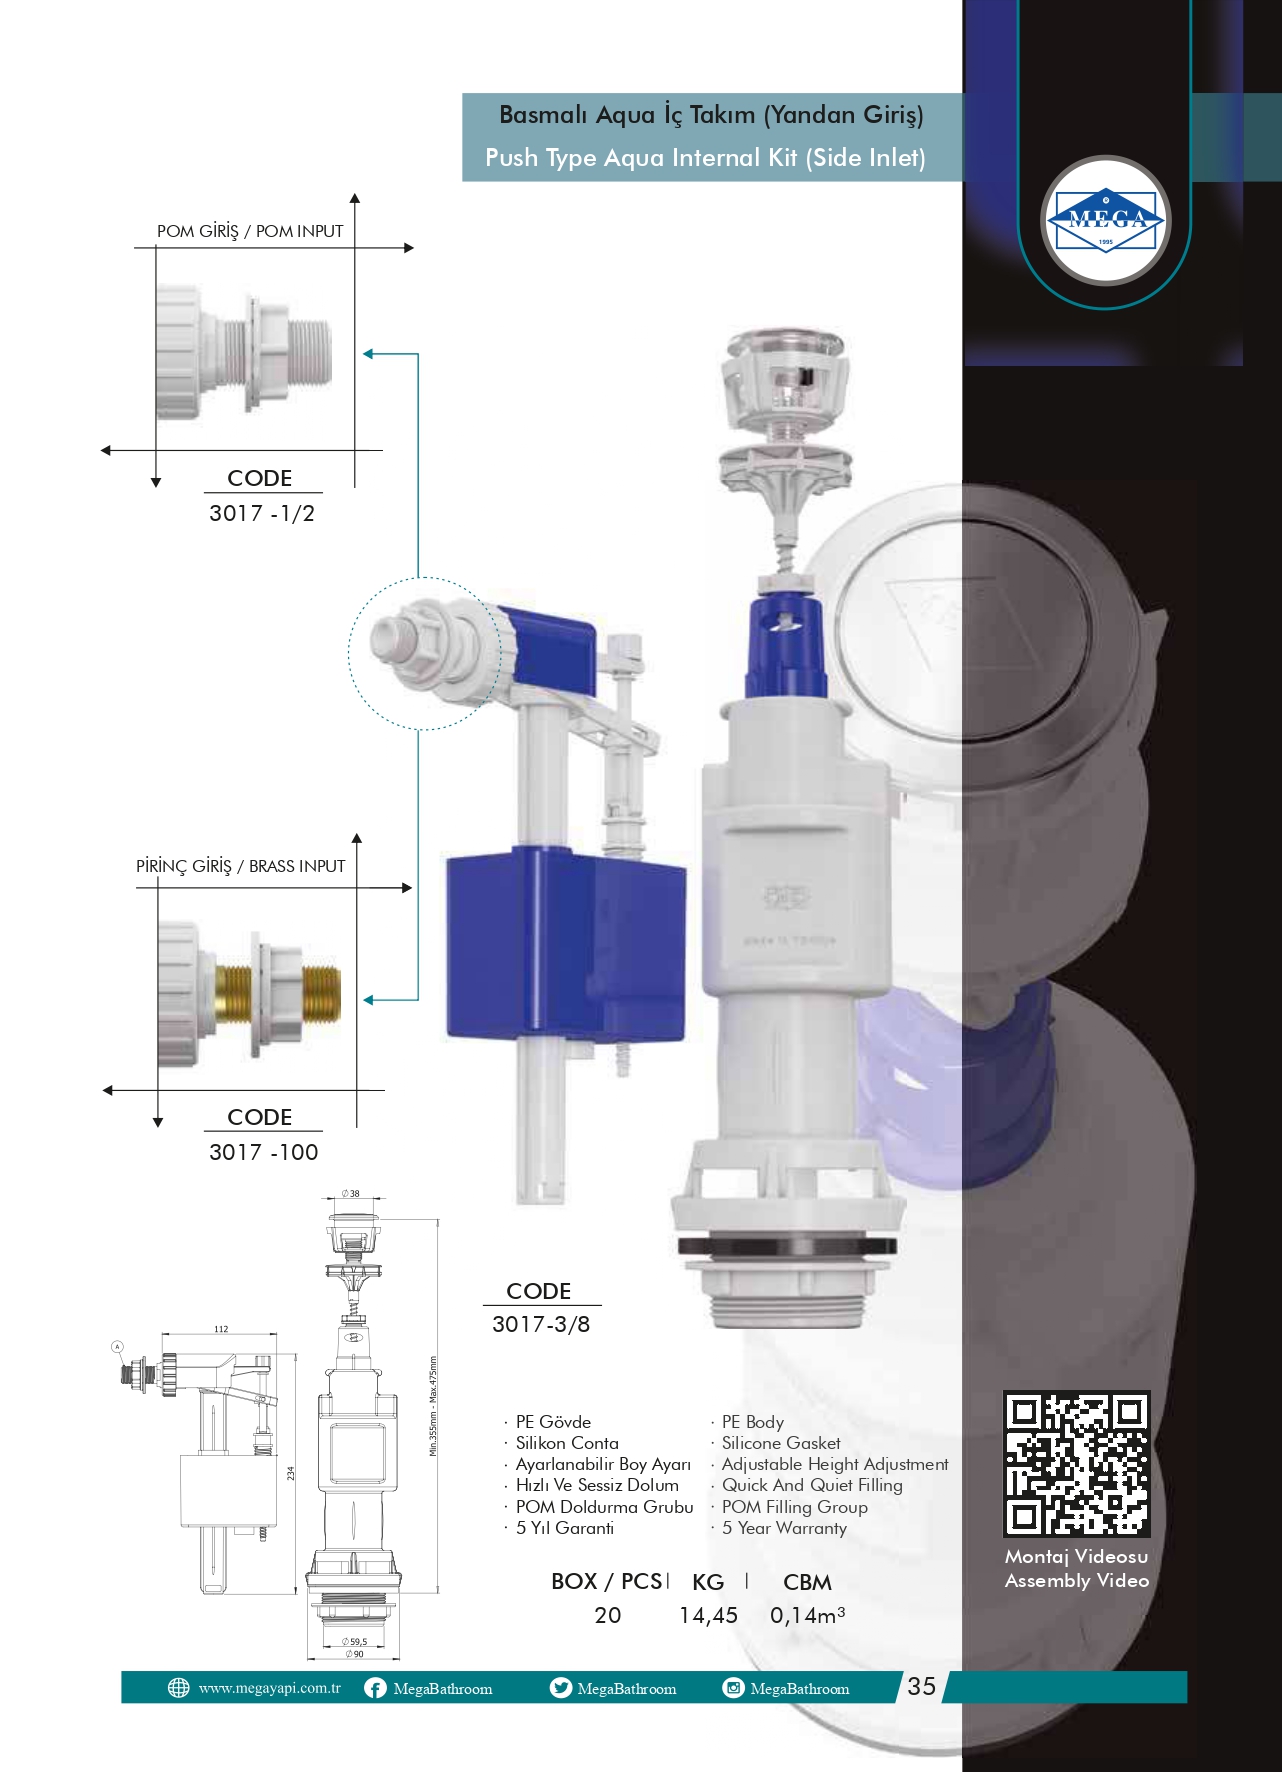 Basmalı Aqua İç Takım (Yandan Giriş)
Push Type Aqua Internal Kit (Side Inlet)
MEGA
1995
POM GİRİŞ / POM INPUT
CODE
3017 -1/2
PİRİNÇ GİRİŞ / BRASS INPUT
CODE
3017 -100
Ø38
112
A
234
Min.355mm - Max.475mm
Ø59,5
Ø90
CODE
3017-3/8
· PE Gövde
· Silikon Conta
· Ayarlanabilir Boy Ayarı
· Hızlı Ve Sessiz Dolum
· POM Doldurma Grubu
· 5 Yıl Garanti
· PE Body
· Silicone Gasket
· Adjustable Height Adjustment
· Quick And Quiet Filling
· POM Filling Group
· 5 Year Warranty
BOX / PCS | KG | CBM
20 14,45 0,14m³
Montaj Videosu
Assembly Video
www.megayapi.com.tr MegaBathroom MegaBathroom MegaBathroom 35